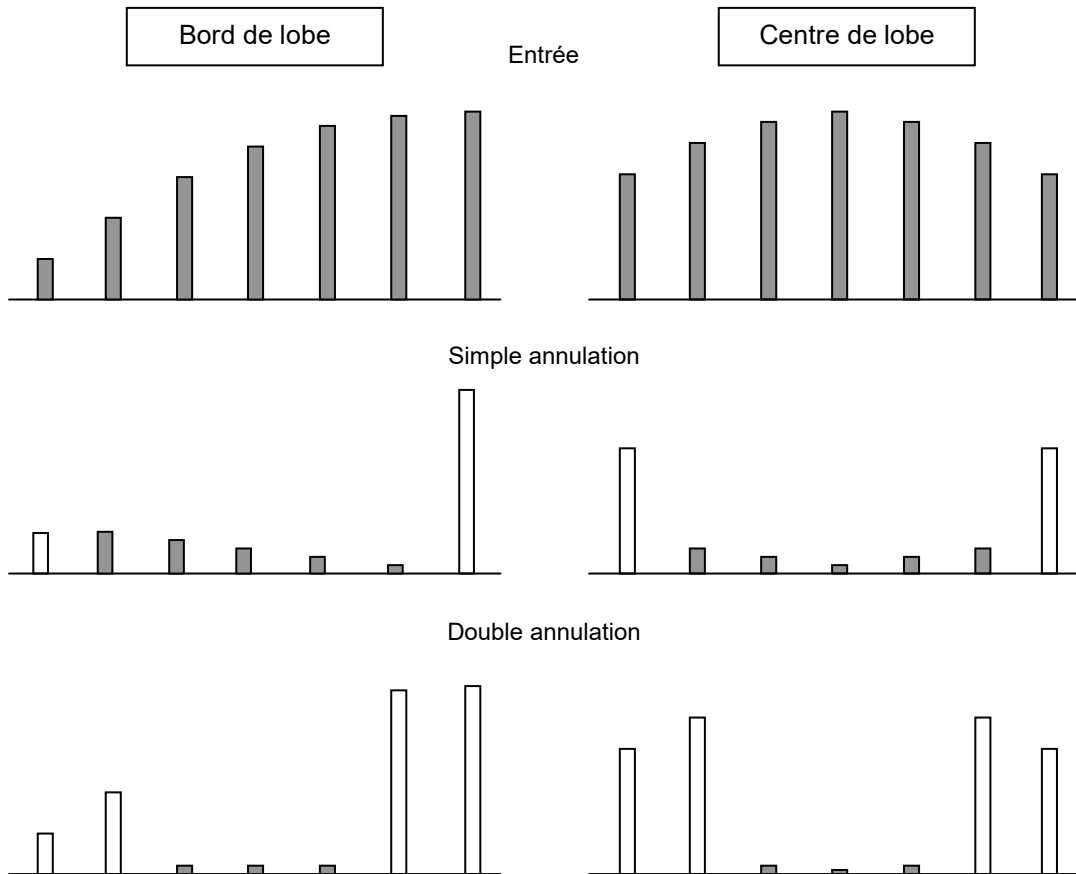 Bord de lobe
Entrée
Centre de lobe
Simple annulation
Double annulation